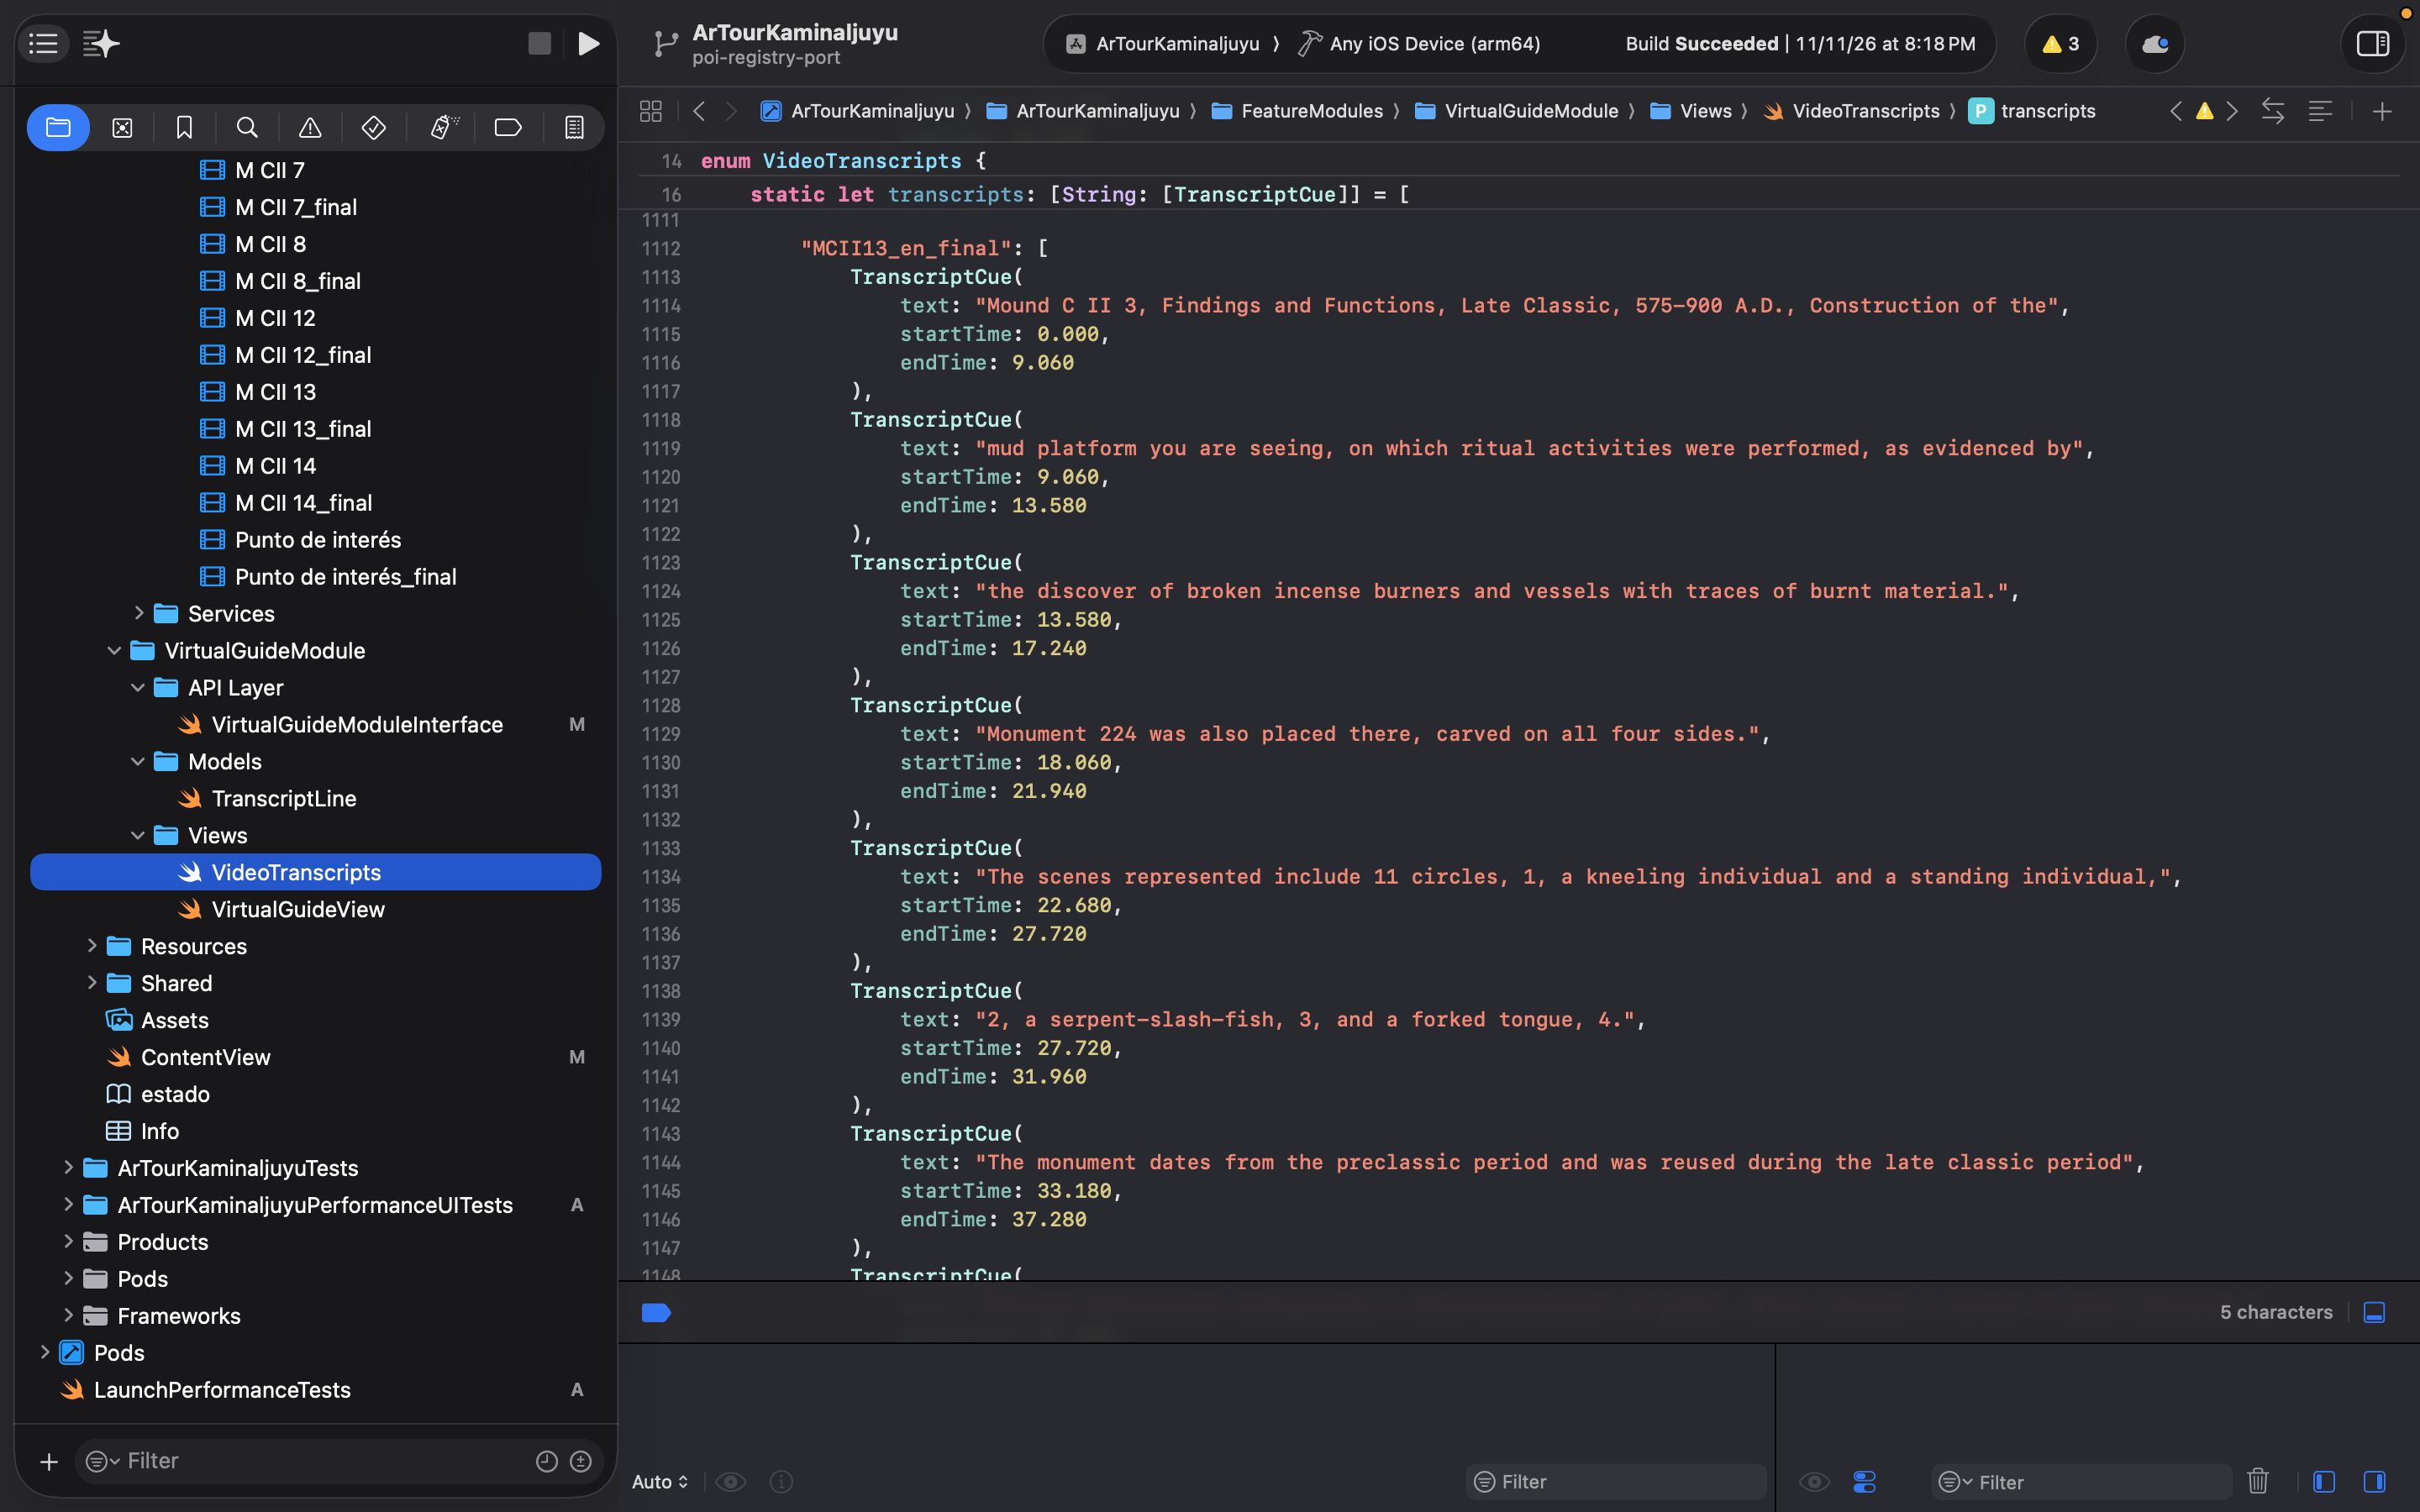 ArTourKaminaljuyu
poi-registry-port
ArTourKaminaljuyu 〉 Any iOS Device (arm64)
Build Succeeded | 11/11/26 at 8:18 PM
3
M CII 7
M CII 7_final
M CII 8
M CII 8_final
M CII 12
M CII 12_final
M CII 13
M CII 13_final
M CII 14
M CII 14_final
Punto de interés
Punto de interés_final
Services
VirtualGuideModule
API Layer
VirtualGuideModuleInterface M
Models
TranscriptLine
Views
VideoTranscripts
VirtualGuideView
Resources
Shared
Assets
ContentView M
estado
Info
ArTourKaminaljuyuTests
ArTourKaminaljuyuPerformanceUITests A
Products
Pods
Frameworks
Pods
LaunchPerformanceTests A
Filter
ArTourKaminaljuyu 〉 ArTourKaminaljuyu 〉 FeatureModules 〉 VirtualGuideModule 〉 Views 〉 VideoTranscripts 〉 P transcripts
14 enum VideoTranscripts {
16 static let transcripts: [String: [TranscriptCue]] = [
1111
1112 "MCII13_en_final": [
1113 TranscriptCue(
1114 text: "Mound C II 3, Findings and Functions, Late Classic, 575-900 A.D., Construction of the",
1115 startTime: 0.000,
1116 endTime: 9.060
1117 ),
1118 TranscriptCue(
1119 text: "mud platform you are seeing, on which ritual activities were performed, as evidenced by",
1120 startTime: 9.060,
1121 endTime: 13.580
1122 ),
1123 TranscriptCue(
1124 text: "the discover of broken incense burners and vessels with traces of burnt material.",
1125 startTime: 13.580,
1126 endTime: 17.240
1127 ),
1128 TranscriptCue(
1129 text: "Monument 224 was also placed there, carved on all four sides.",
1130 startTime: 18.060,
1131 endTime: 21.940
1132 ),
1133 TranscriptCue(
1134 text: "The scenes represented include 11 circles, 1, a kneeling individual and a standing individual,",
1135 startTime: 22.680,
1136 endTime: 27.720
1137 ),
1138 TranscriptCue(
1139 text: "2, a serpent-slash-fish, 3, and a forked tongue, 4.",
1140 startTime: 27.720,
1141 endTime: 31.960
1142 ),
1143 TranscriptCue(
1144 text: "The monument dates from the preclassic period and was reused during the late classic period",
1145 startTime: 33.180,
1146 endTime: 37.280
1147 ),
1148 TranscriptCue(
5 characters
Auto
Filter
Filter